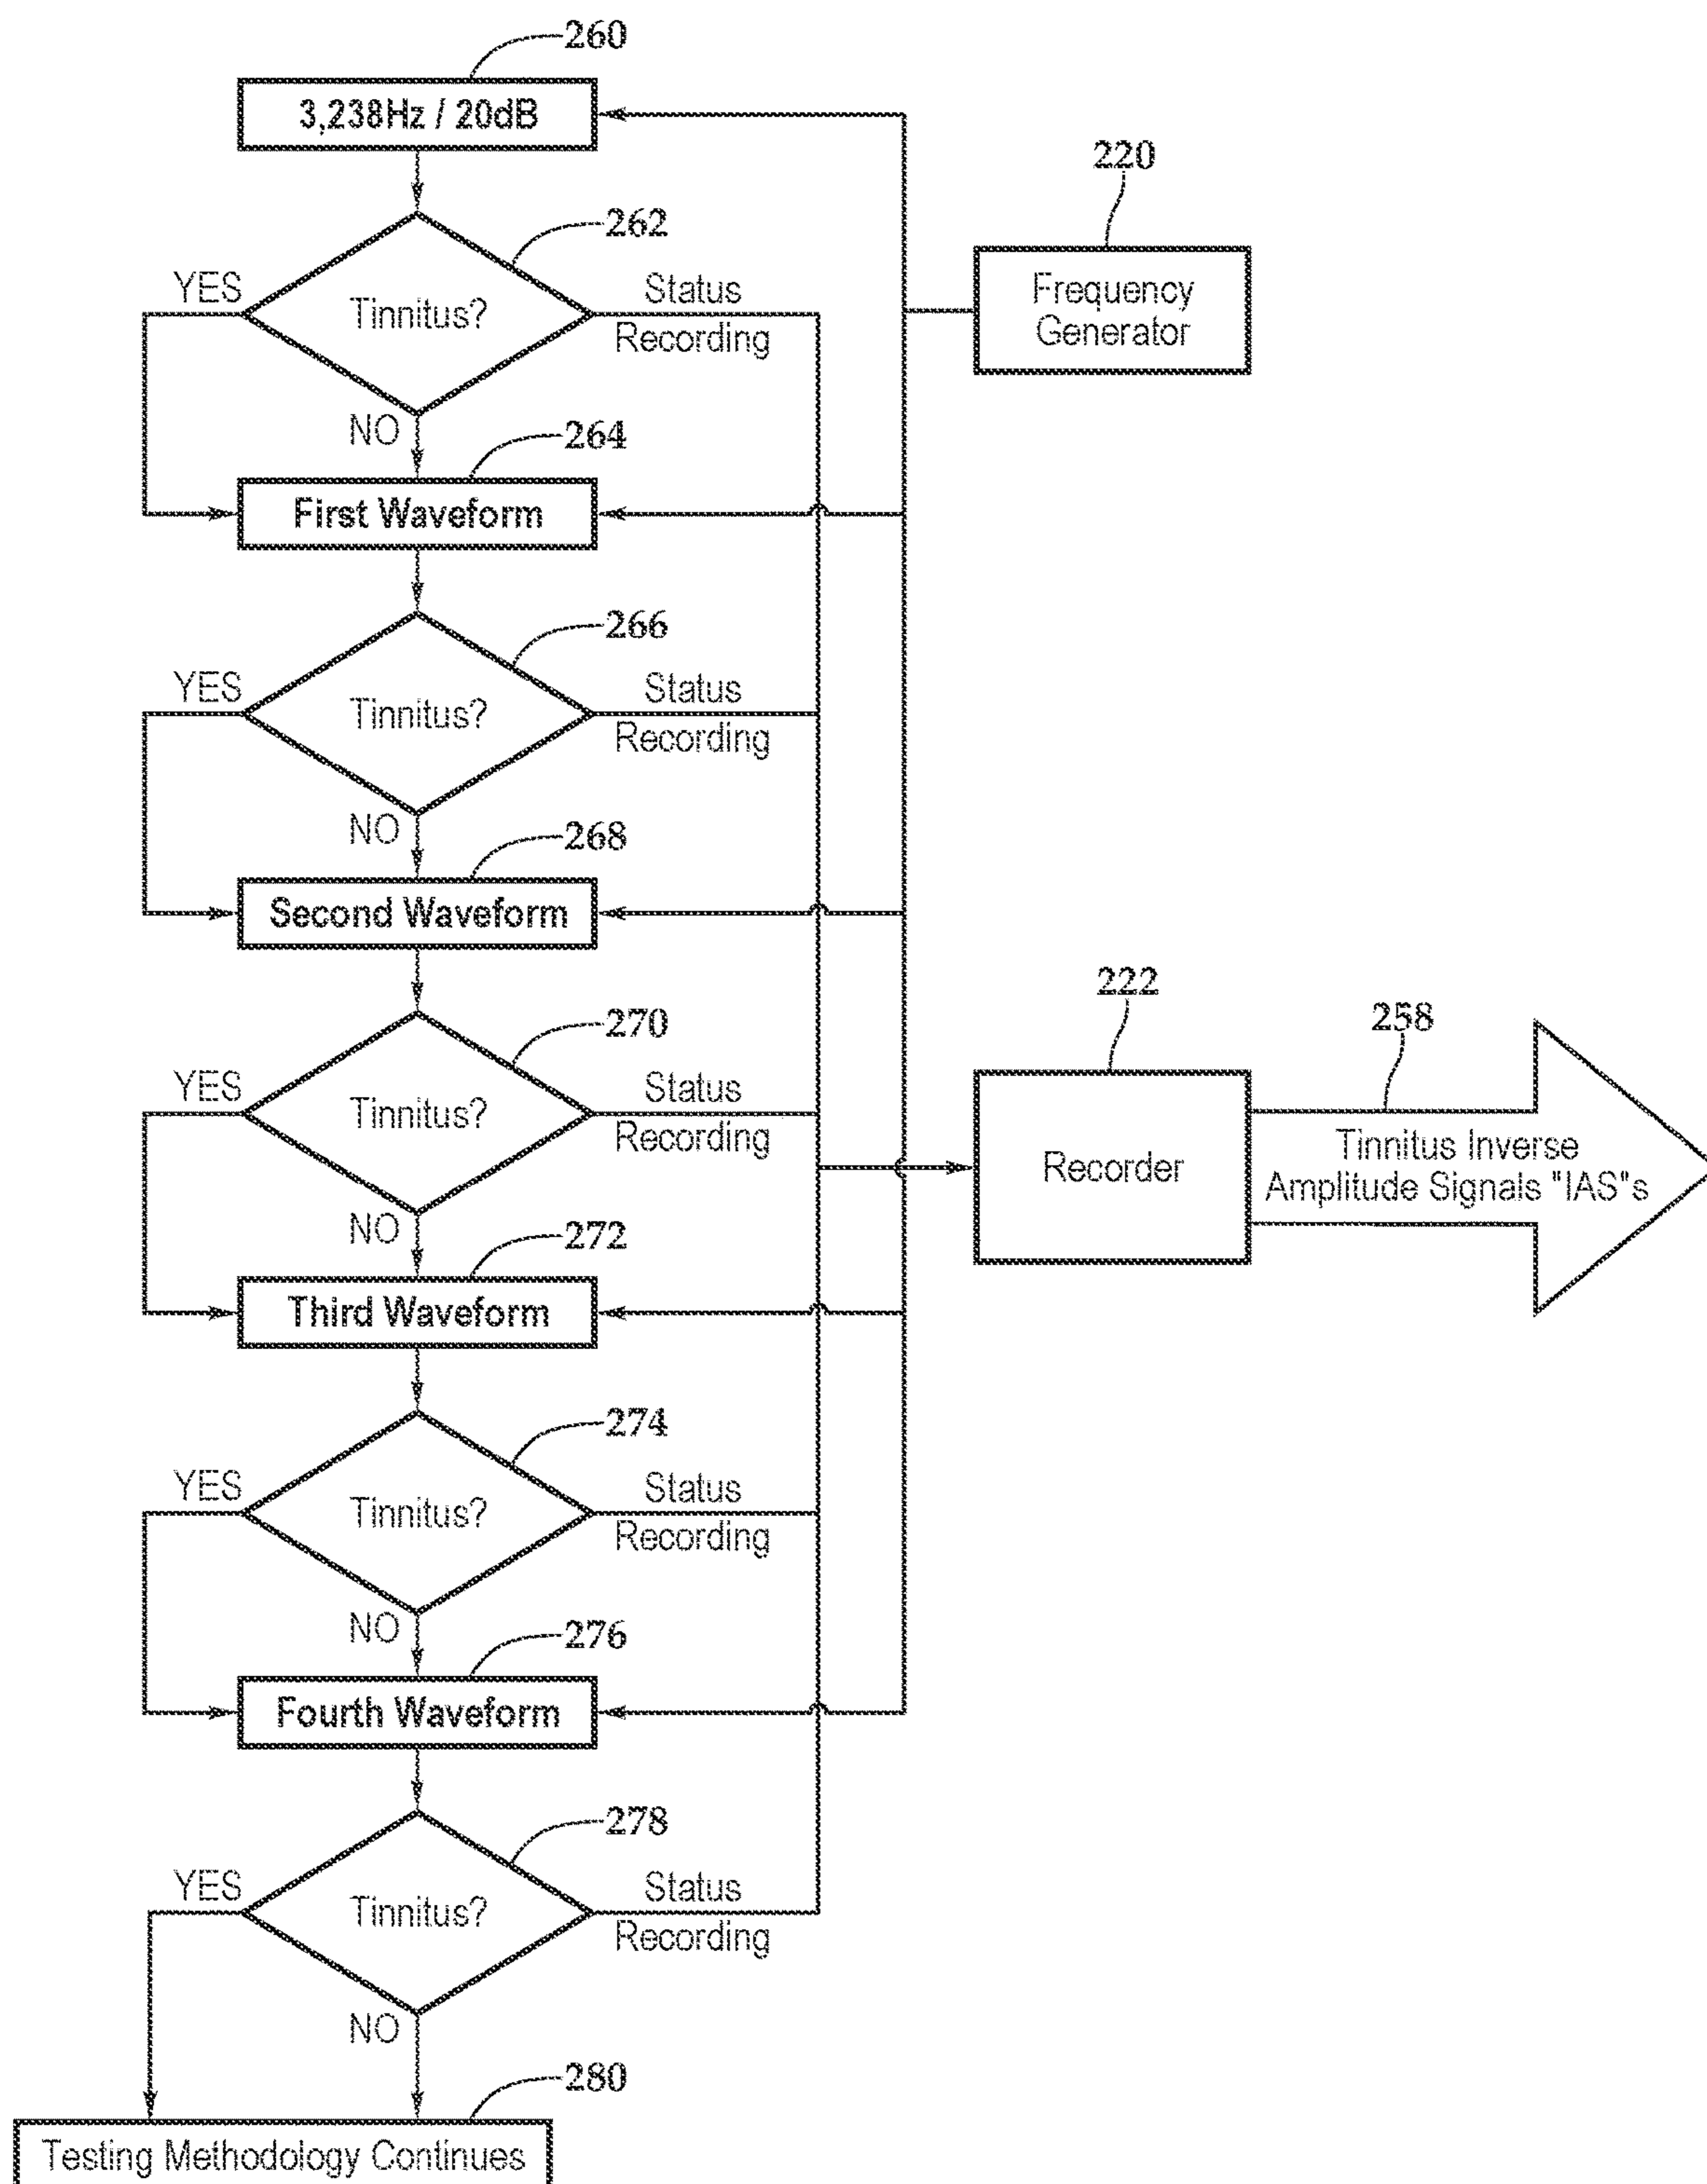 260
3,238Hz / 20dB
220
262
YES
Tinnitus?
Status
Recording
Frequency
Generator
NO
264
First Waveform
266
YES
Tinnitus?
Status
Recording
NO
268
Second Waveform
222
258
270
YES
Tinnitus?
Status
Recording
Recorder
Tinnitus Inverse
Amplitude Signals "IAS"s
NO
272
Third Waveform
274
YES
Tinnitus?
Status
Recording
NO
276
Fourth Waveform
278
YES
Tinnitus?
Status
Recording
NO
280
Testing Methodology Continues